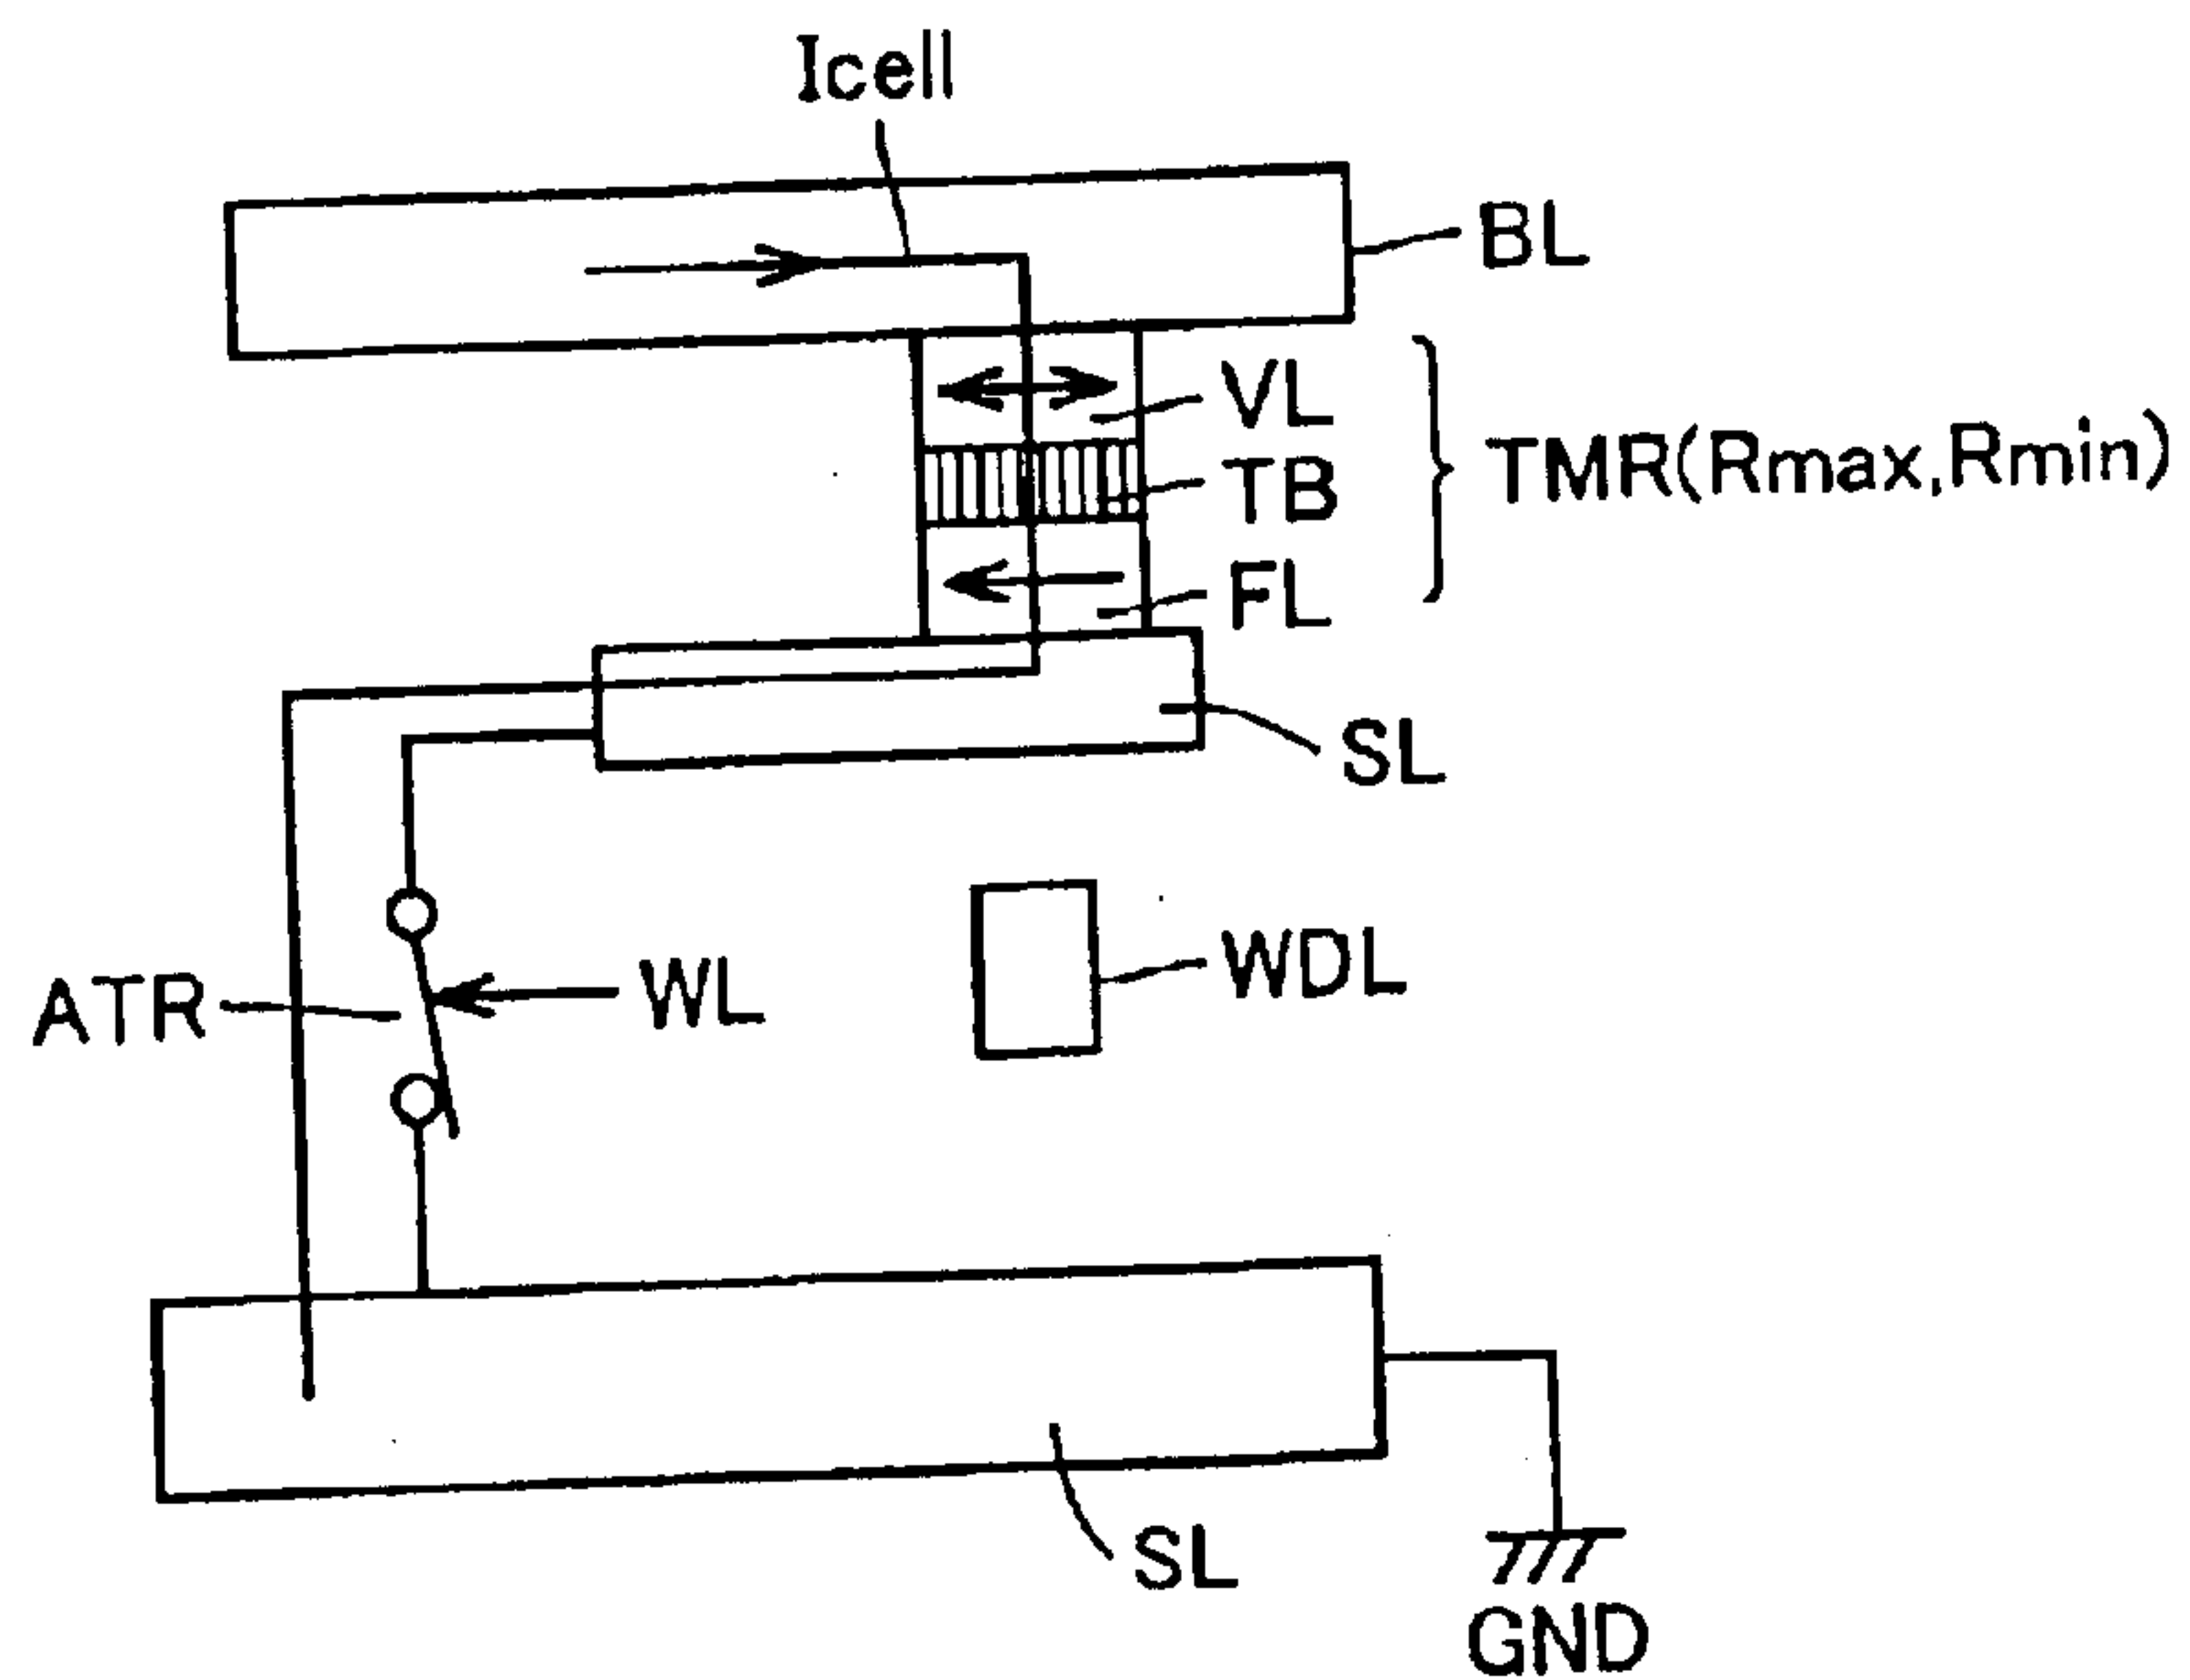 Icell
BL
VL
TB
TMR(Rmax,Rmin)
FL
SL
ATR
WL
WDL
SL
GND